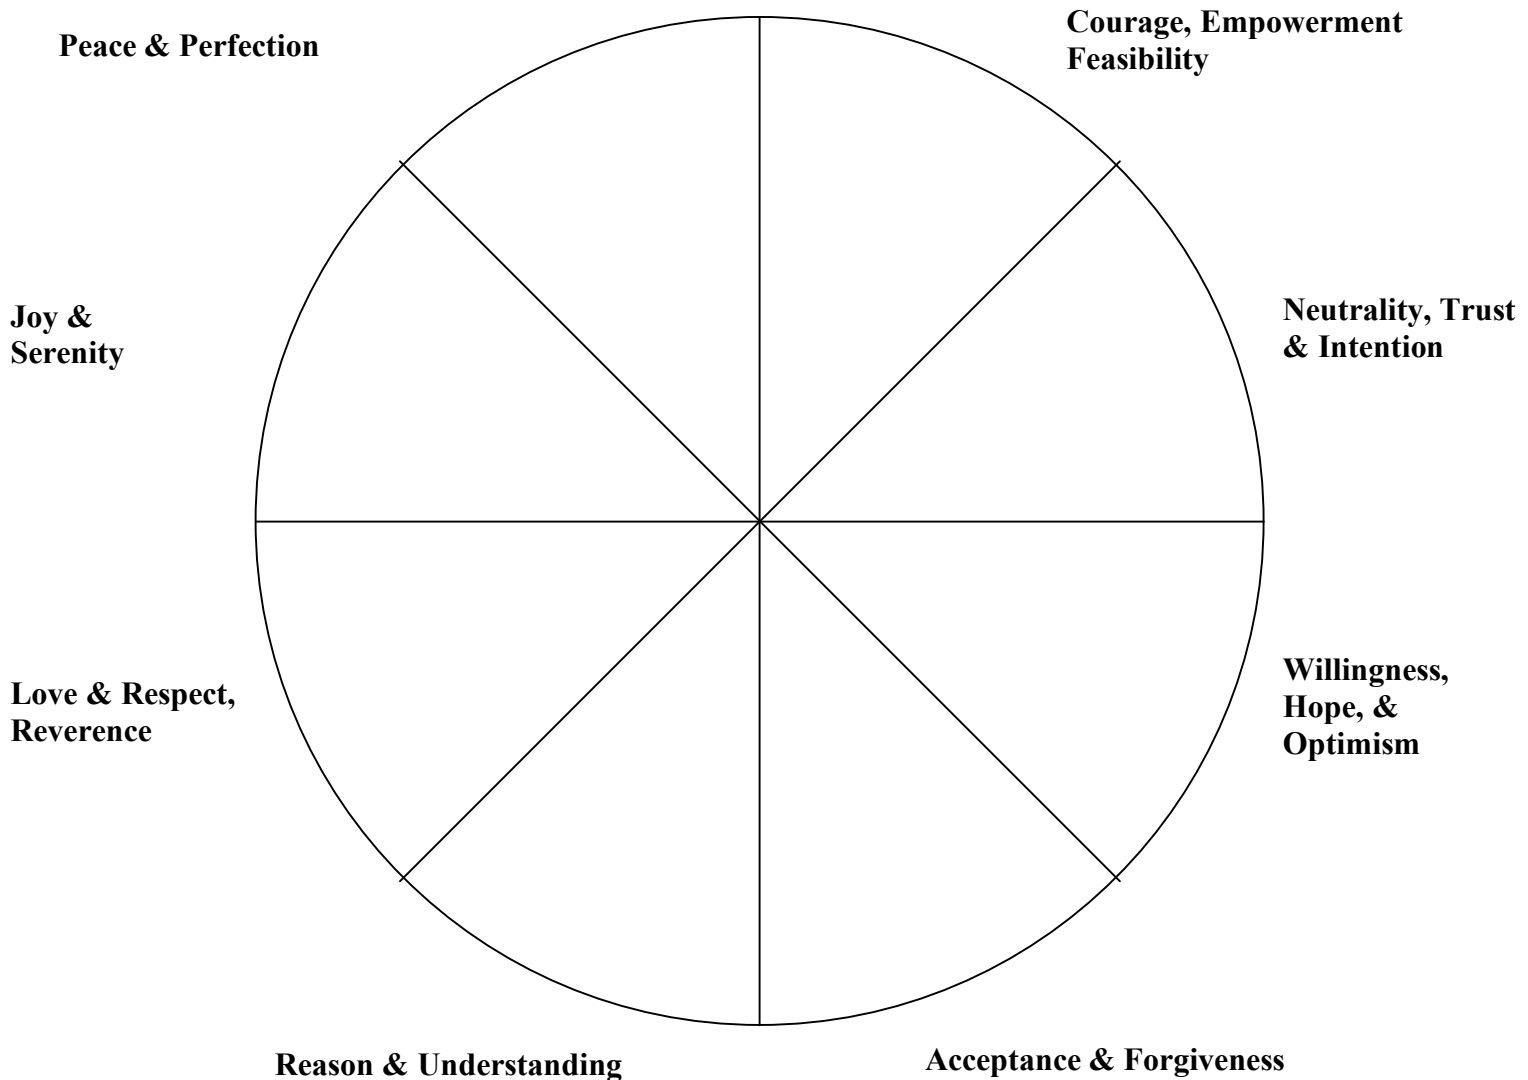 Peace & Perfection
Courage, Empowerment
Feasibility
Joy &
Serenity
Neutrality, Trust
& Intention
Love & Respect,
Reverence
Willingness,
Hope, &
Optimism
Reason & Understanding
Acceptance & Forgiveness